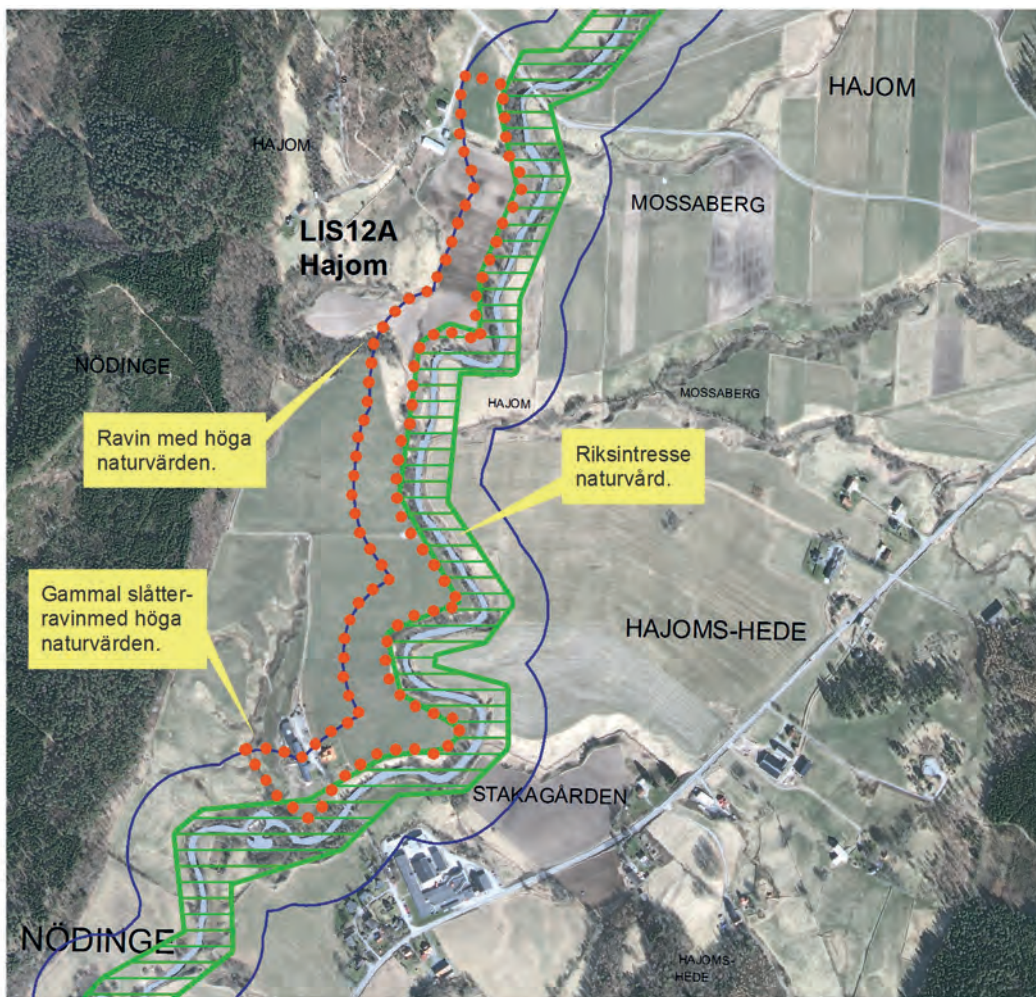 HAJOM
HAJOM
MOSSABERG
LIS12A
Hajom
NÖDINGE
MOSSABERG
HAJOM
Ravin med höga
naturvärden.
Riksintresse
naturvård.
Gammal slåtter-
ravinmed höga
naturvärden.
HAJOMS-HEDE
STAKAGÅRDEN
NÖDINGE
HAJOMS-
HEDE